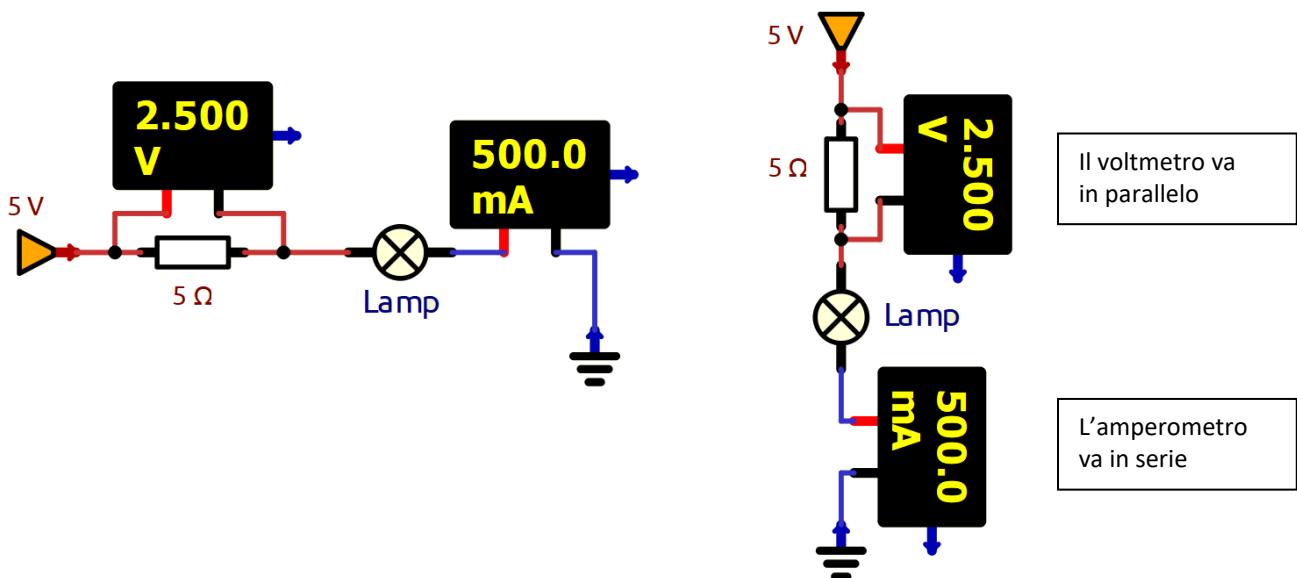 2.500
V
500.0
mA
5 V
5 Ω
Lamp
5 V
2.500
V
5 Ω
Lamp
500.0
mA
Il voltmetro va
in parallelo
L’amperometro
va in serie